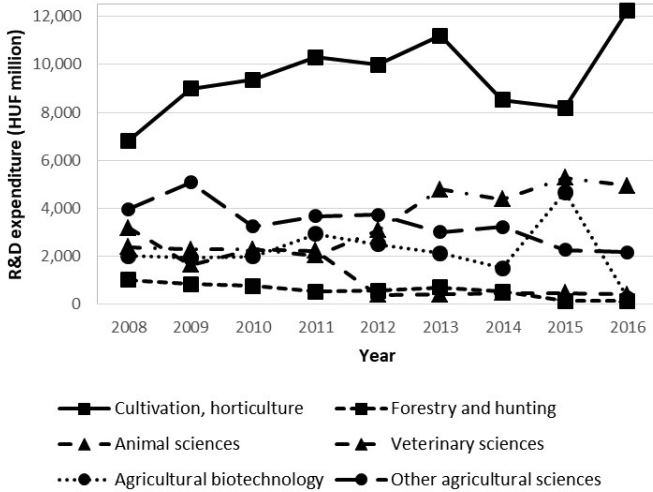 12,000
10,000
8,000
6,000
4,000
2,000
0
R&D expenditure (HUF million)
2008 2009 2010 2011 2012 2013 2014 2015 2016
Year
Cultivation, horticulture Forestry and hunting
Animal sciences Veterinary sciences
Agricultural biotechnology Other agricultural sciences